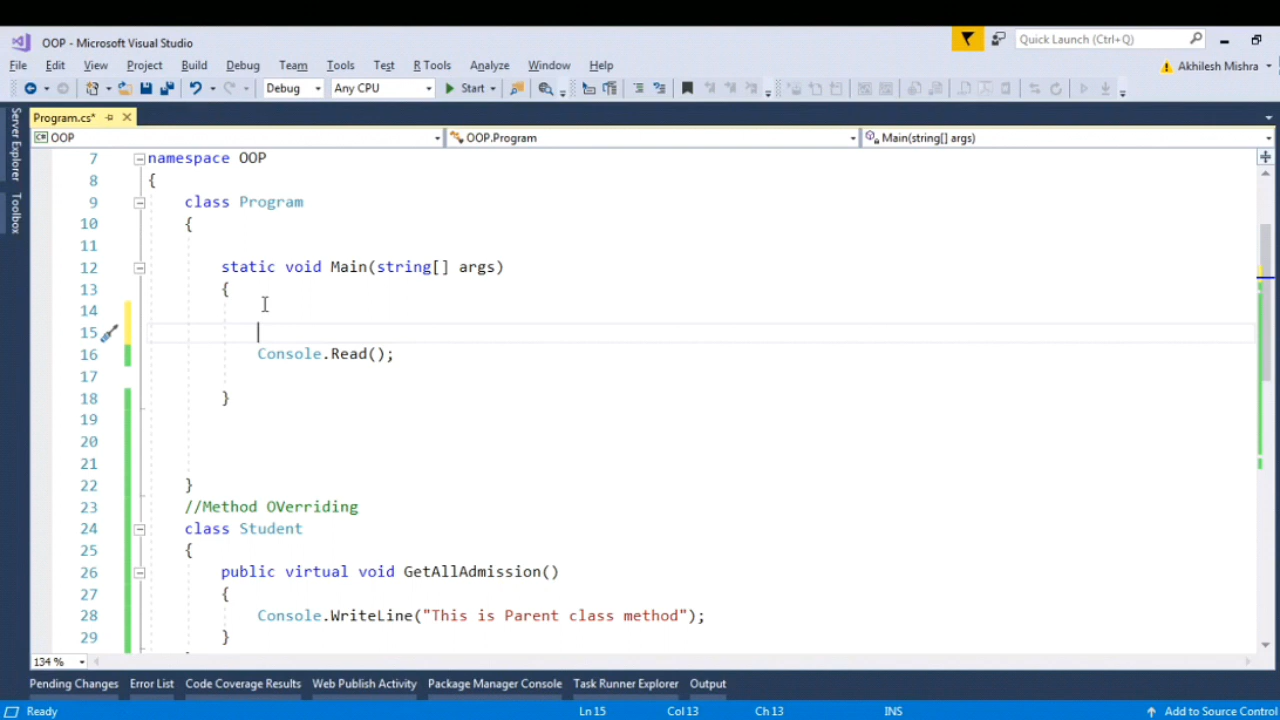 OOP - Microsoft Visual Studio
Quick Launch (Ctrl+Q)
File Edit View Project Build Debug Team Tools Test R Tools Analyze Window Help
Akhilesh Mishra
Debug Any CPU Start
Server Explorer
Toolbox
Program.cs*
OOP OOP.Program Main(string[] args)
7 namespace OOP
8 {
9 class Program
10 {
11
12 static void Main(string[] args)
13 {
14
15
16 Console.Read();
17
18 }
19
20
21
22 }
23 //Method OVerriding
24 class Student
25 {
26 public virtual void GetAllAdmission()
27 {
28 Console.WriteLine("This is Parent class method");
29 }
134 %
Pending Changes Error List Code Coverage Results Web Publish Activity Package Manager Console Task Runner Explorer Output
Ready Ln 15 Col 13 Ch 13 INS Add to Source Control